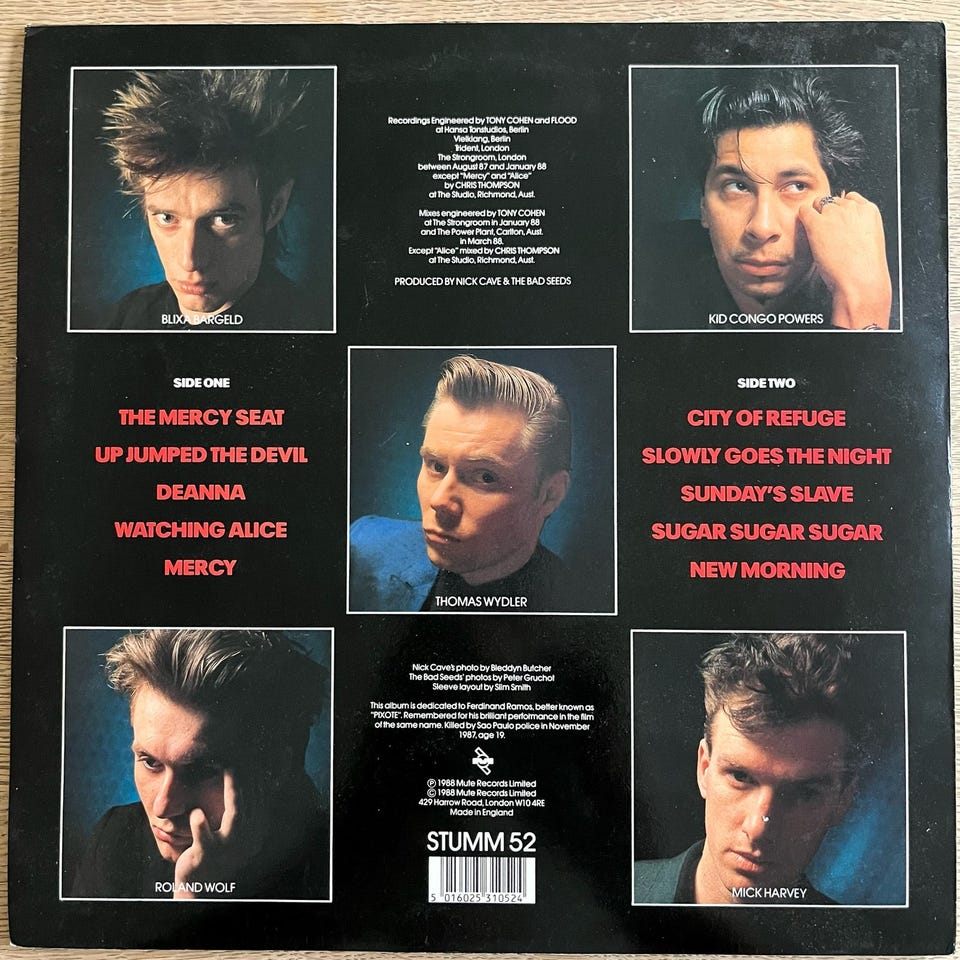 Recordings Engineered by TONY COHEN and FLOOD
at Hansa Tonstudios, Berlin
Vielklang, Berlin
Trident, London
The Strongroom, London
between August 87 and January 88
except "Mercy" and "Alice"
by CHRIS THOMPSON
at The Studio, Richmond, Aust.
Mixes engineered by TONY COHEN
at The Strongroom in January 88
and The Power Plant, Carlton, Aust.
in March 88.
Except "Alice" mixed by CHRIS THOMPSON
at The Studio, Richmond, Aust.
PRODUCED BY NICK CAVE & THE BAD SEEDS
BLIXA BARGELD
KID CONGO POWERS
SIDE ONE
THE MERCY SEAT
UP JUMPED THE DEVIL
DEANNA
WATCHING ALICE
MERCY
THOMAS WYDLER
SIDE TWO
CITY OF REFUGE
SLOWLY GOES THE NIGHT
SUNDAY'S SLAVE
SUGAR SUGAR SUGAR
NEW MORNING
Nick Cave's photo by Bleddyn Butcher
The Bad Seeds' photos by Peter Gruchot
Sleeve layout by Slim Smith
This album is dedicated to Ferdinand Ramos, better known as
"PIXOTE". Remembered for his brilliant performance in the film
of the same name. Killed by Sao Paulo police in November
1987, age 19.
℗ 1988 Mute Records Limited
© 1988 Mute Records Limited
429 Harrow Road, London W10 4RE
Made in England
STUMM 52
5 016025 310524
ROLAND WOLF
MICK HARVEY